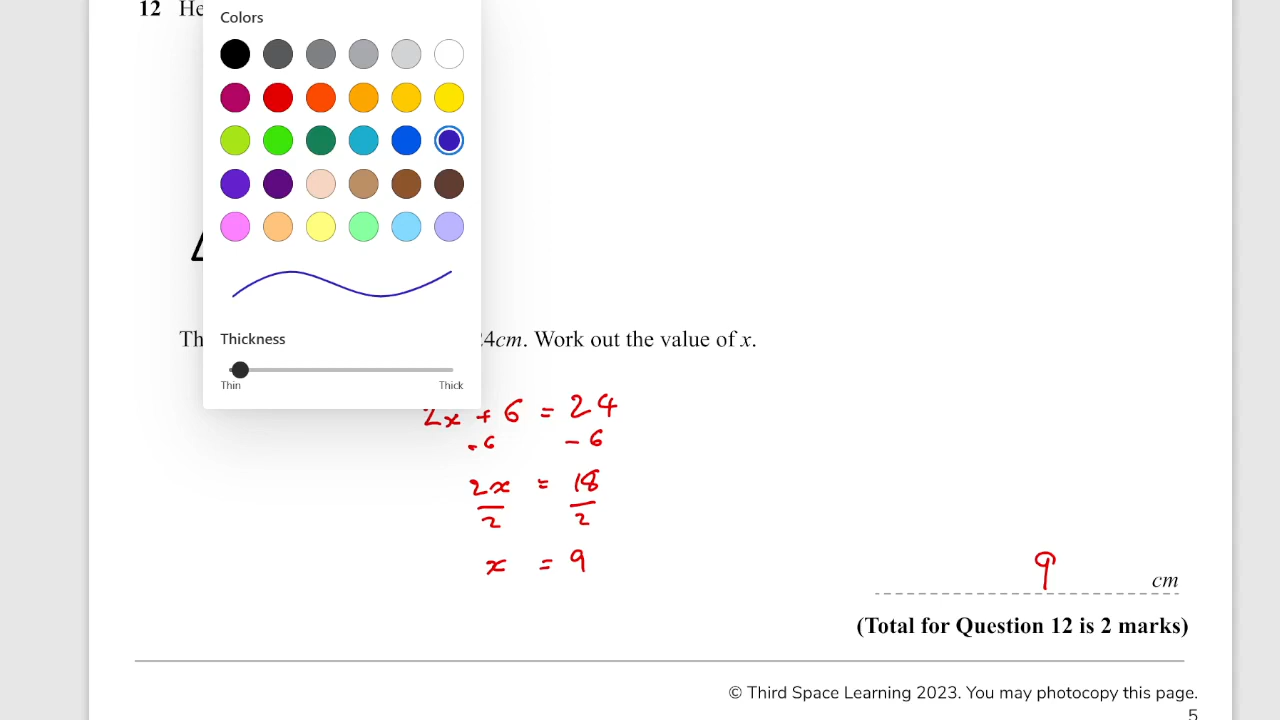 12 He
Colors
Th
24cm. Work out the value of x.
Thickness
Thin Thick
2x + 6 = 24
-6 -6
2x = 18
2 2
x = 9
9 cm
(Total for Question 12 is 2 marks)
© Third Space Learning 2023. You may photocopy this page.
5